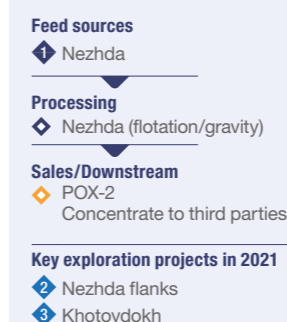 Feed sources
1 Nezhda
Processing
Nezhda (flotation/gravity)
Sales/Downstream
POX-2
Concentrate to third parties
Key exploration projects in 2021
2 Nezhda flanks
3 Khotoydokh